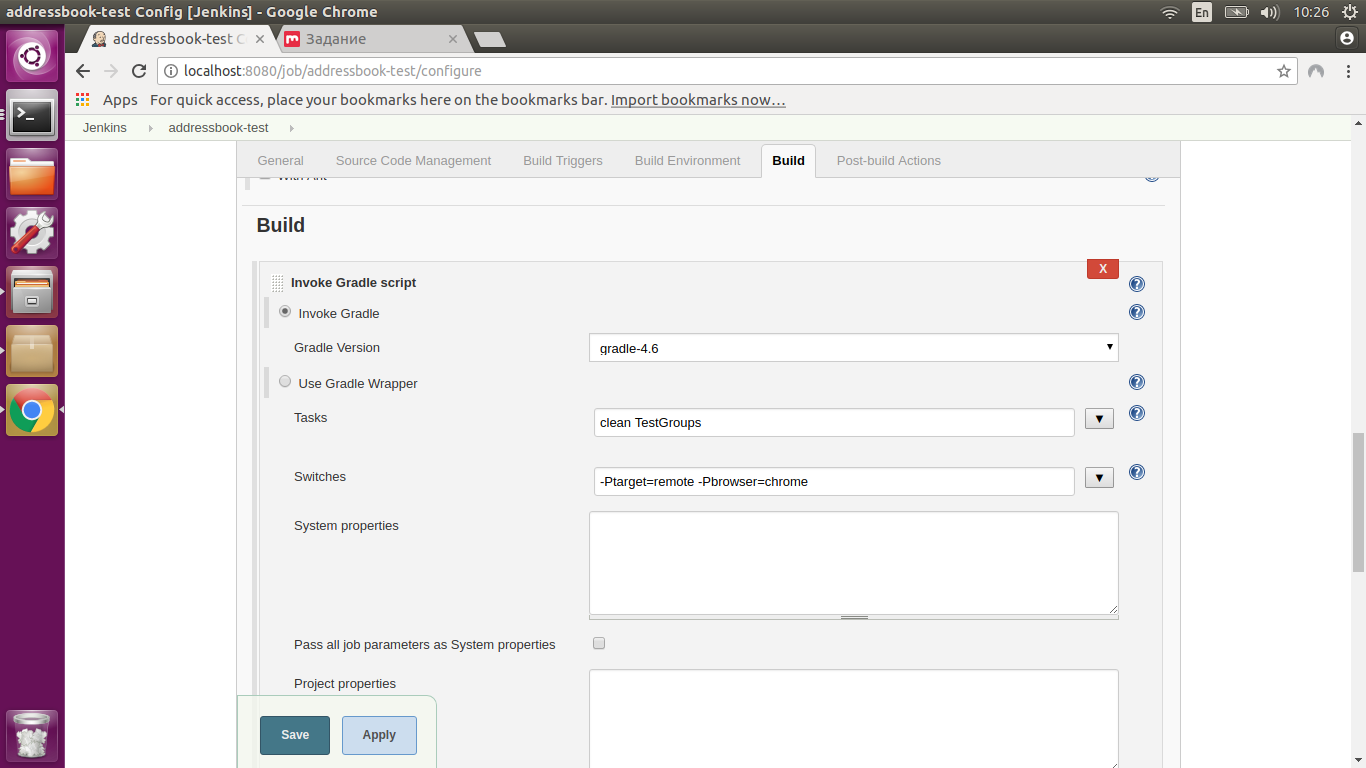 addressbook-test Config [Jenkins] - Google Chrome
En
10:26
addressbook-test C
Задание
localhost:8080/job/addressbook-test/configure
Apps
For quick access, place your bookmarks here on the bookmarks bar. Import bookmarks now…
Jenkins
addressbook-test
General
Source Code Management
Build Triggers
Build Environment
Build
Post-build Actions
With Ant
Build
X
Invoke Gradle script
Invoke Gradle
Gradle Version
gradle-4.6
Use Gradle Wrapper
Tasks
clean TestGroups
Switches
-Ptarget=remote -Pbrowser=chrome
System properties
Pass all job parameters as System properties
Project properties
Save
Apply